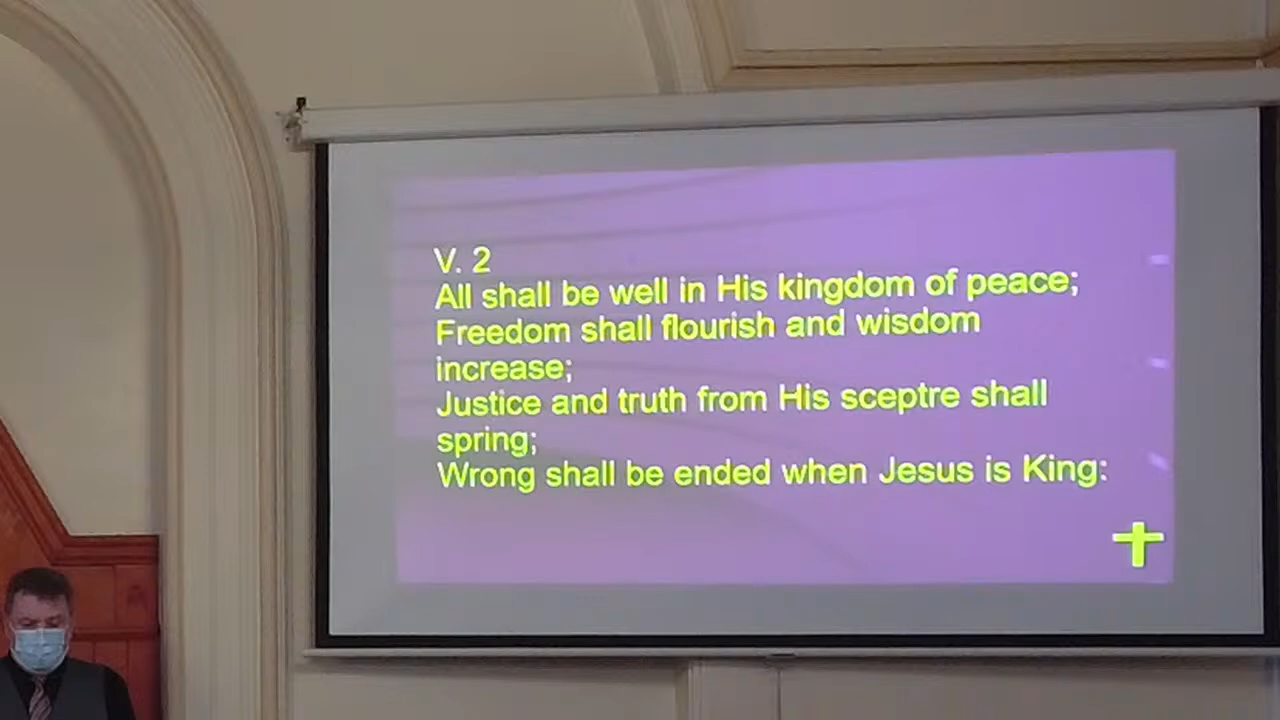 V. 2
All shall be well in His kingdom of peace;
Freedom shall flourish and wisdom
increase;
Justice and truth from His sceptre shall
spring;
Wrong shall be ended when Jesus is King: